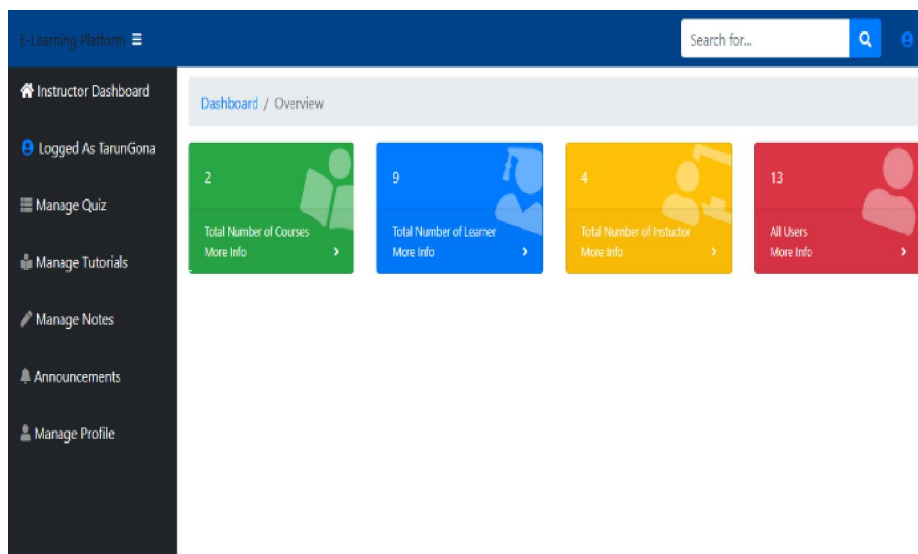 E-Learning Platform
Search for...
Instructor Dashboard
Logged As TarunGona
Manage Quiz
Manage Tutorials
Manage Notes
Announcements
Manage Profile
Dashboard / Overview
2
Total Number of Courses
More Info
9
Total Number of Learner
More Info
4
Total Number of Instuctor
More Info
13
All Users
More Info